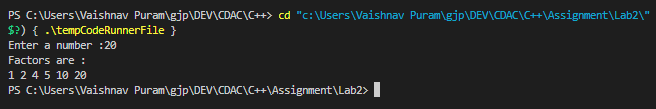 PS C:\Users\Vaishnav Puram\gjp\DEV\CDAC\C++> cd "c:\Users\Vaishnav Puram\gjp\DEV\CDAC\C++\Assignment\Lab2\"
$?) { .\tempCodeRunnerFile }
Enter a number :20
Factors are :
1 2 4 5 10 20
PS C:\Users\Vaishnav Puram\gjp\DEV\CDAC\C++\Assignment\Lab2>